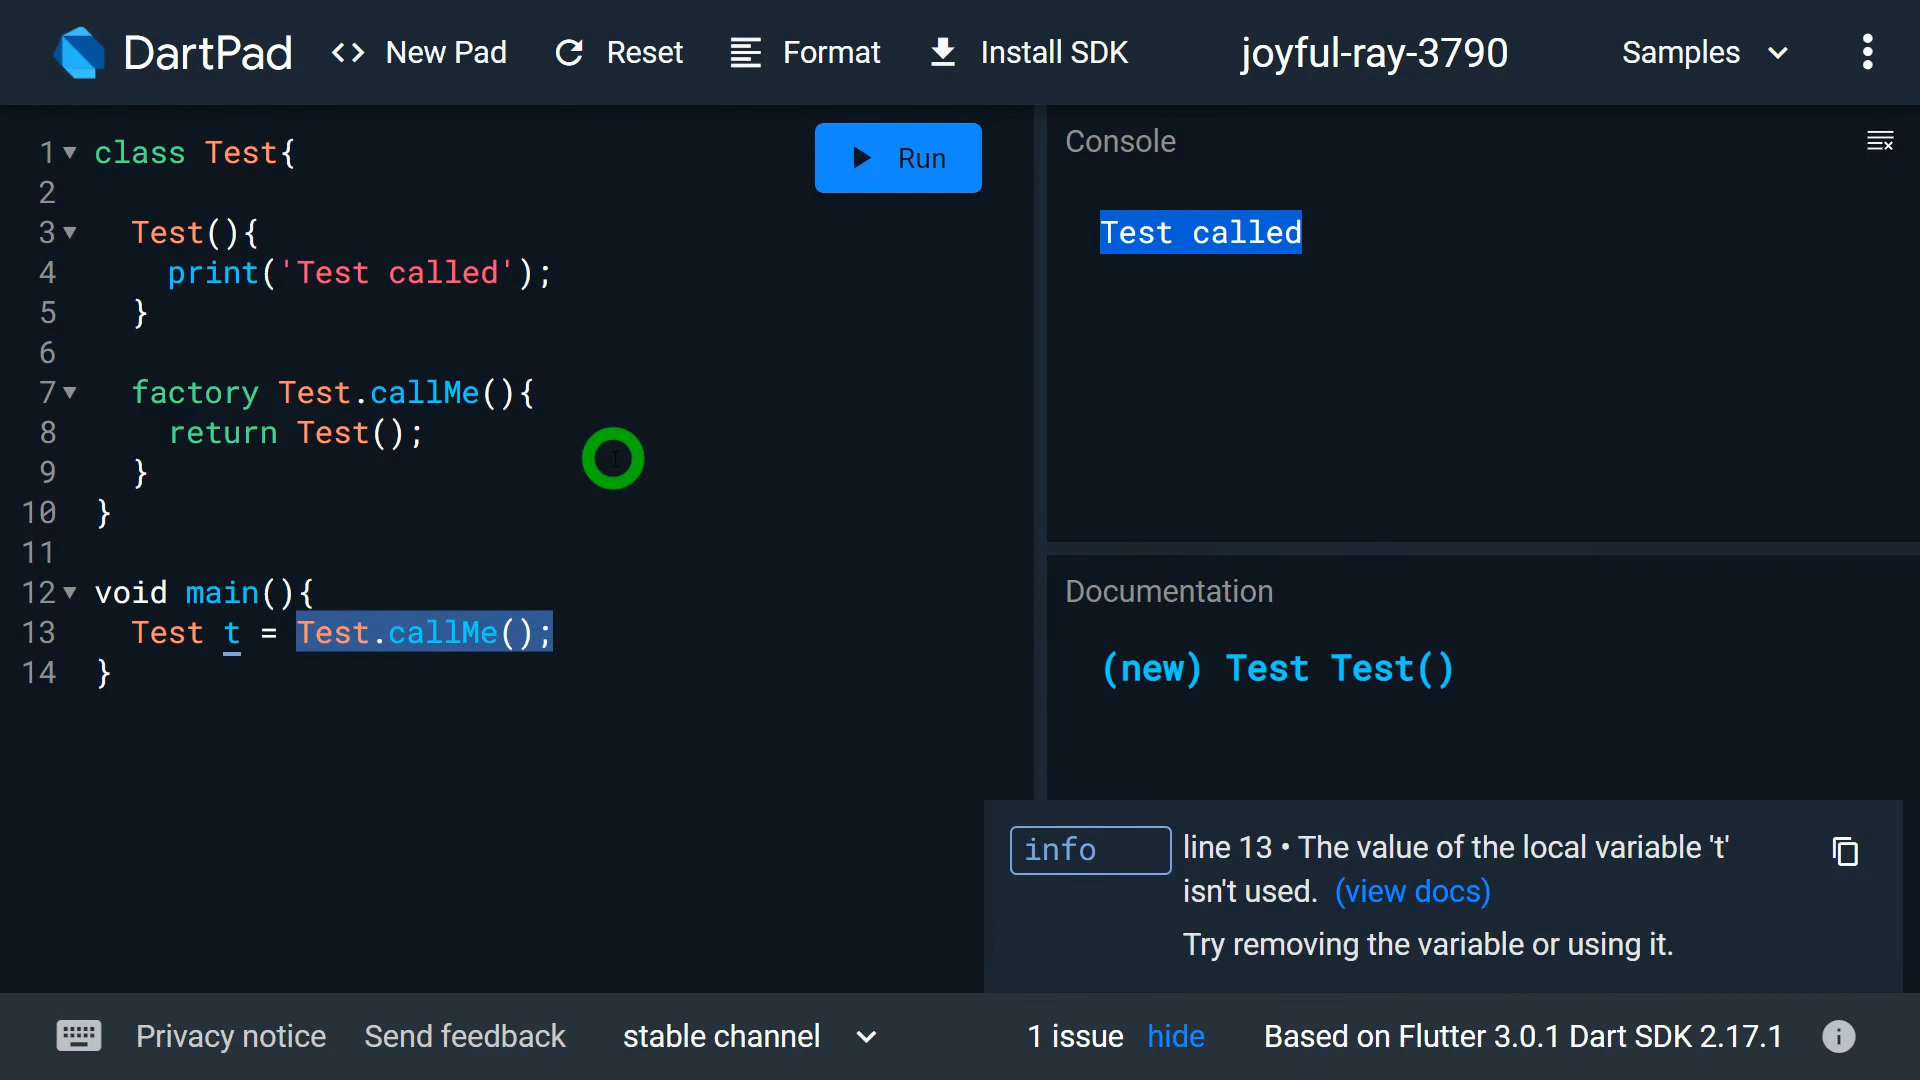 DartPad <> New Pad Reset Format Install SDK joyful-ray-3790 Samples
1 class Test{
2
3 Test(){
4 print('Test called');
5 }
6
7 factory Test.callMe(){
8 return Test();
9 }
10 }
11
12 void main(){
13 Test t = Test.callMe();
14 }
Run
Console
Test called
Documentation
(new) Test Test()
info line 13 • The value of the local variable 't'
isn't used. (view docs)
Try removing the variable or using it.
Privacy notice Send feedback stable channel 1 issue hide Based on Flutter 3.0.1 Dart SDK 2.17.1